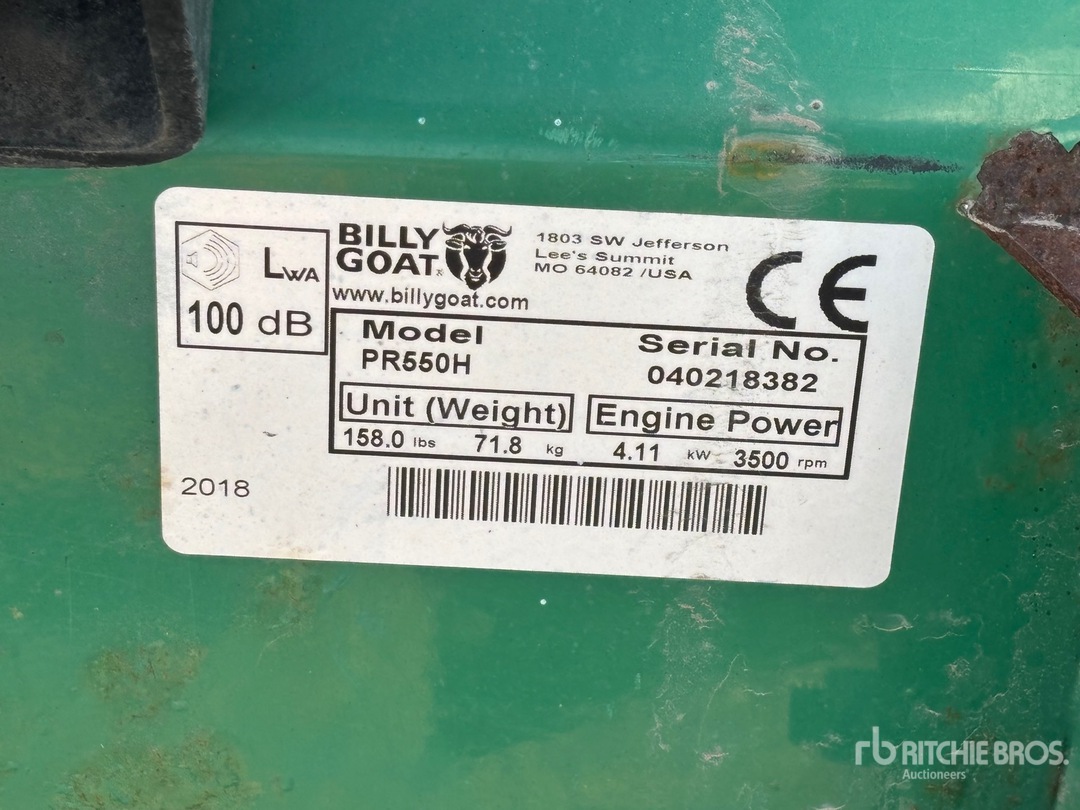 LWA
100 dB
BILLY
GOAT
www.billygoat.com
1803 SW Jefferson
Lee's Summit
MO 64082 /USA
CE
Model
PR550H
Serial No.
040218382
Unit (Weight)
158.0 lbs 71.8 kg
Engine Power
4.11 kW 3500 rpm
2018
rb RITCHIE BROS.
Auctioneers